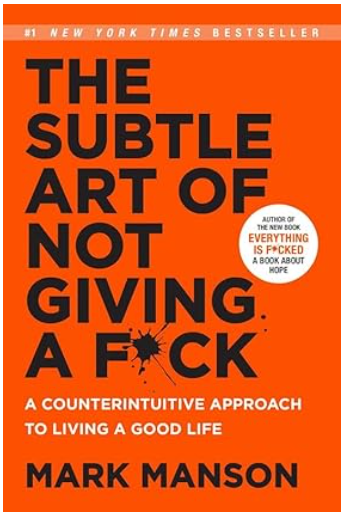 #1 NEW YORK TIMES BESTSELLER
THE
SUBTLE
ART OF
NOT
GIVING
A F*CK
AUTHOR OF
THE NEW BOOK
EVERYTHING
IS F*CKED
A BOOK ABOUT
HOPE
A COUNTERINTUITIVE APPROACH
TO LIVING A GOOD LIFE
MARK MANSON